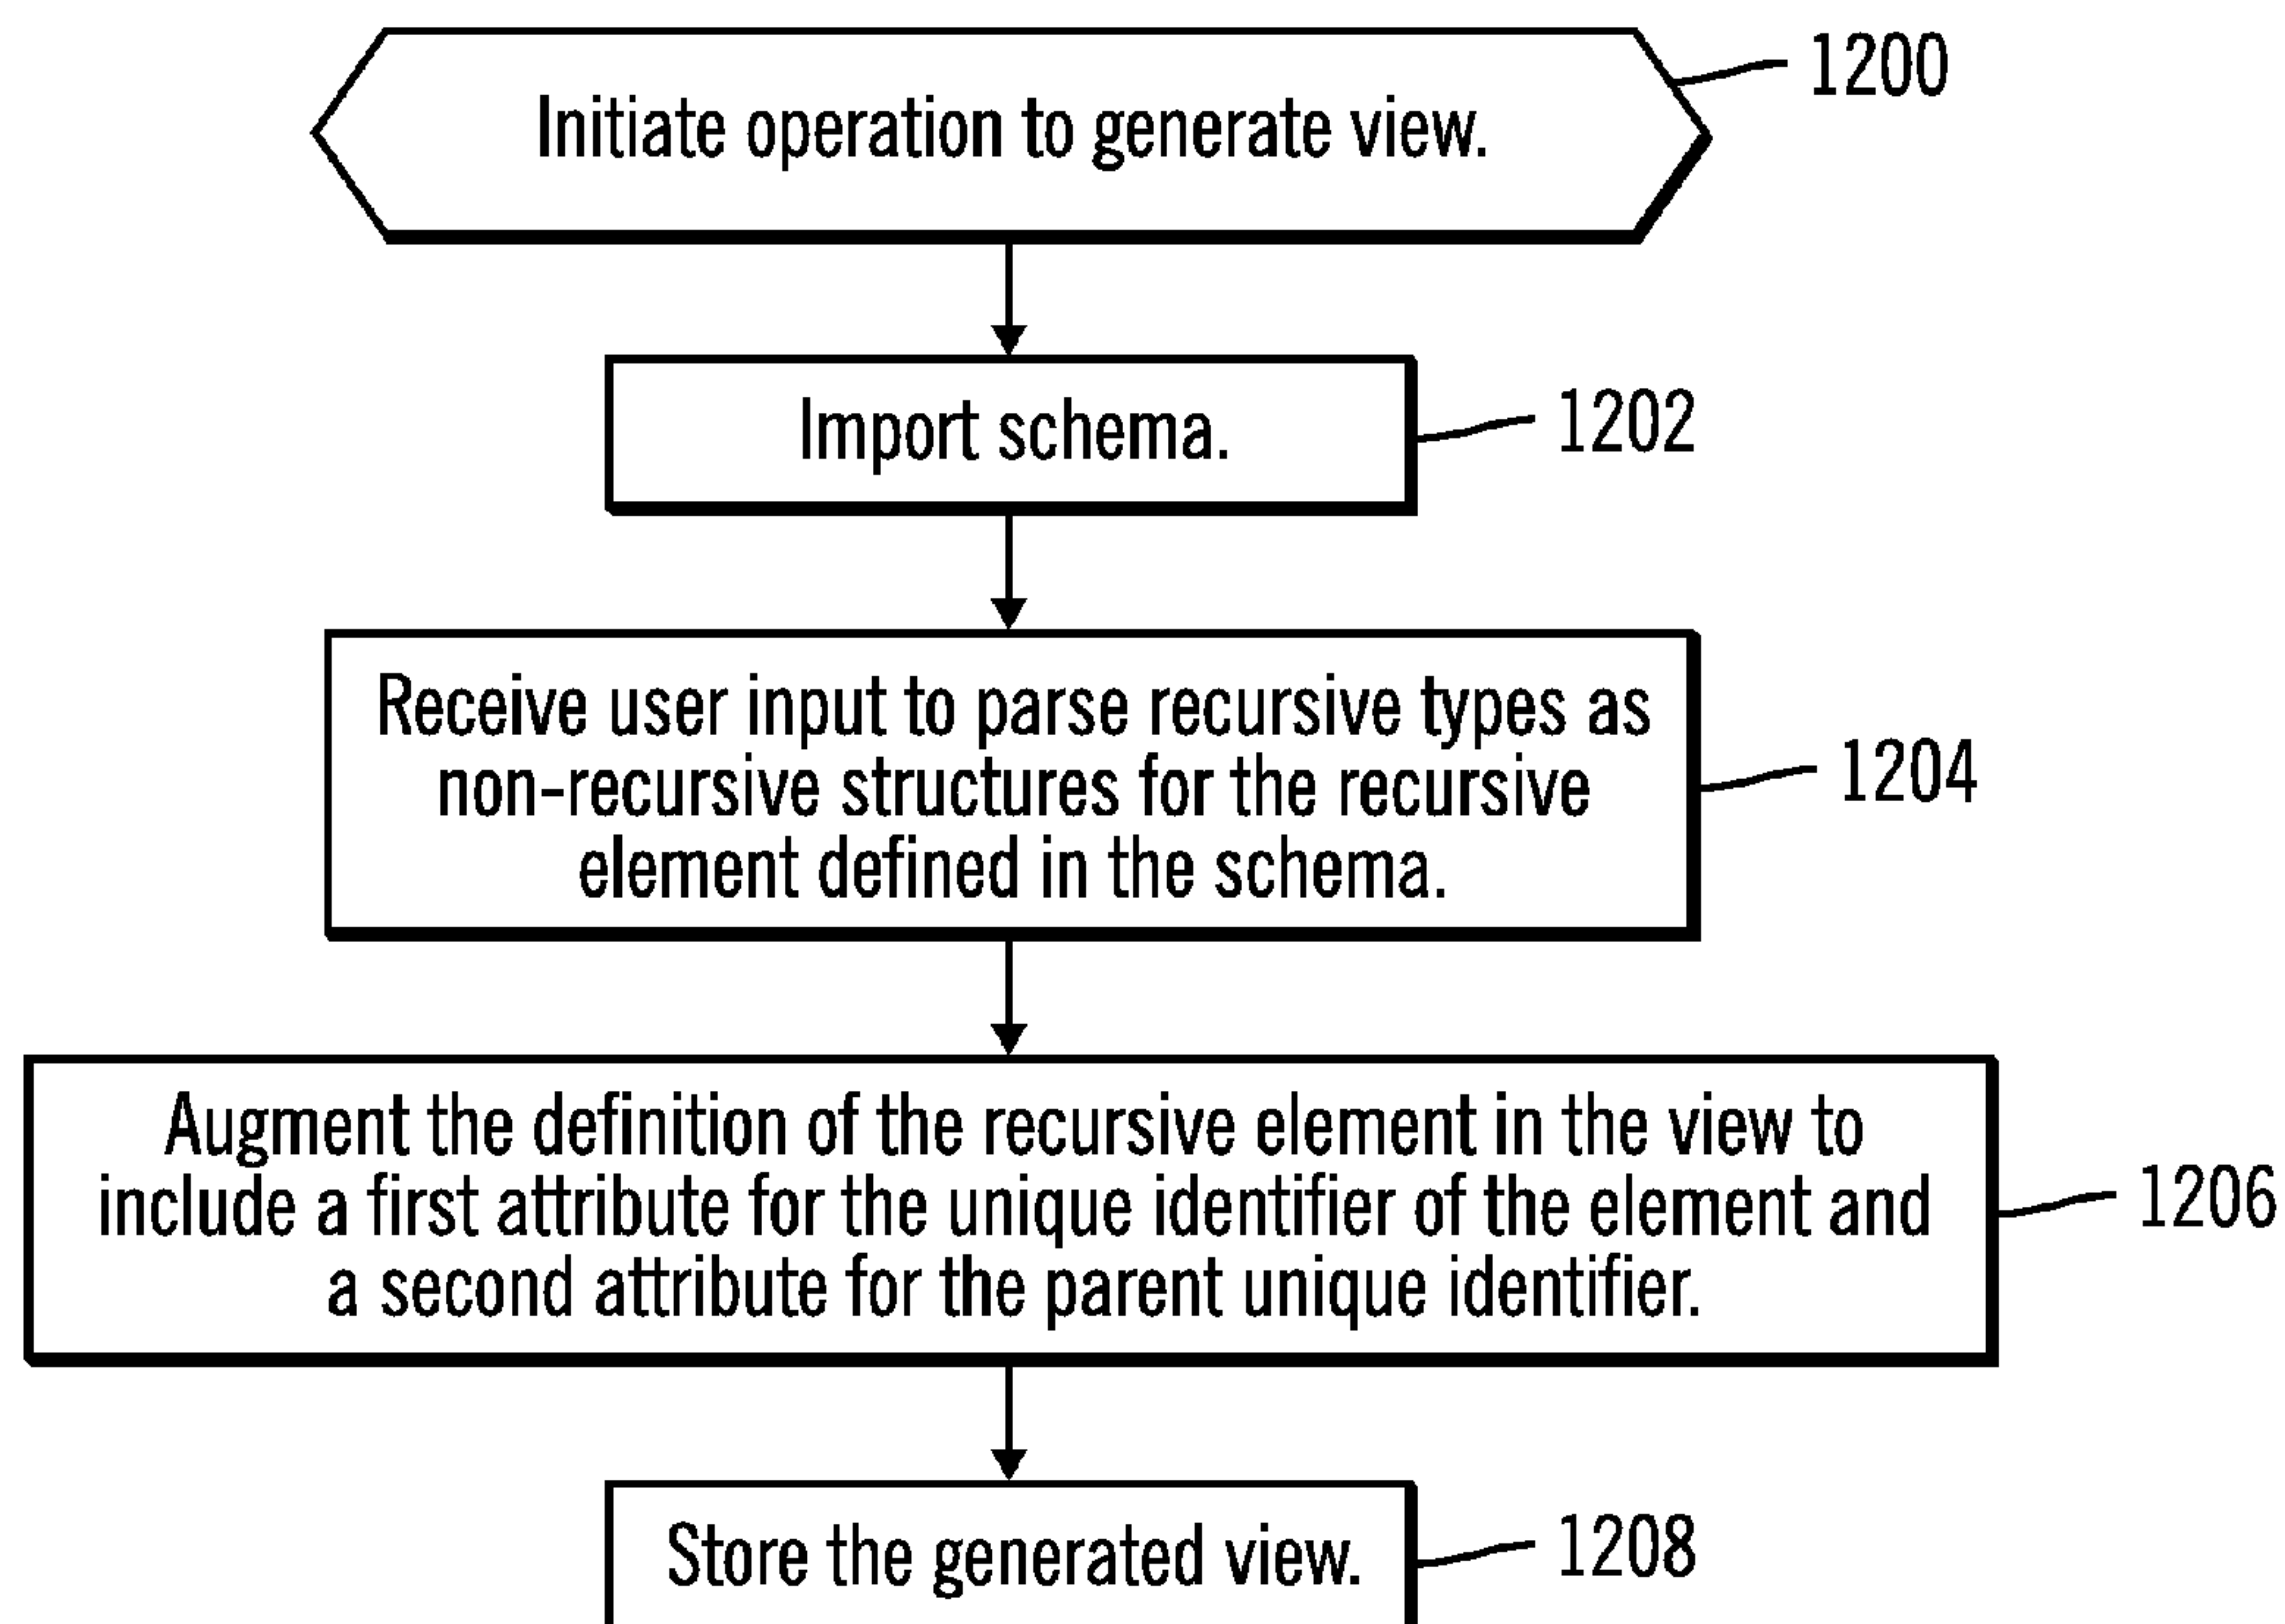 Initiate operation to generate view.
1200
Import schema.
1202
Receive user input to parse recursive types as
non-recursive structures for the recursive
element defined in the schema.
1204
Augment the definition of the recursive element in the view to
include a first attribute for the unique identifier of the element and
a second attribute for the parent unique identifier.
1206
Store the generated view.
1208